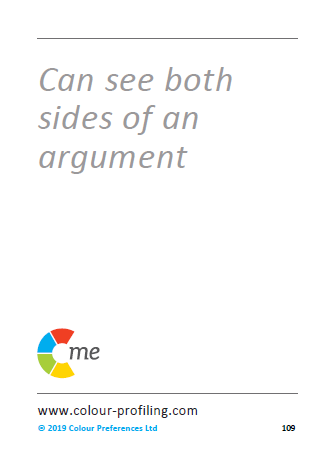 Can see both
sides of an
argument
me
www.colour-profiling.com
© 2019 Colour Preferences Ltd 109